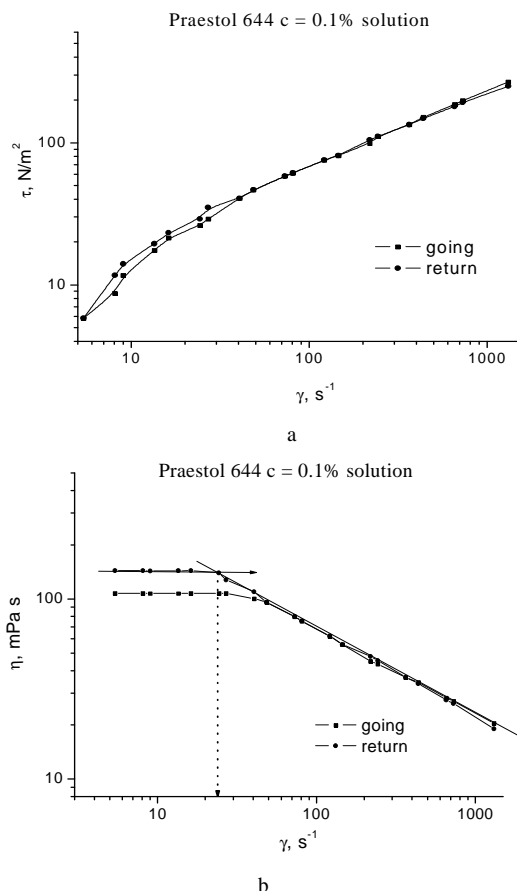 Praestol 644 c = 0.1% solution
100
10
τ, N/m²
going
return
10
100
1000
γ, s⁻¹
a
Praestol 644 c = 0.1% solution
100
10
η, mPa s
going
return
10
100
1000
γ, s⁻¹
b